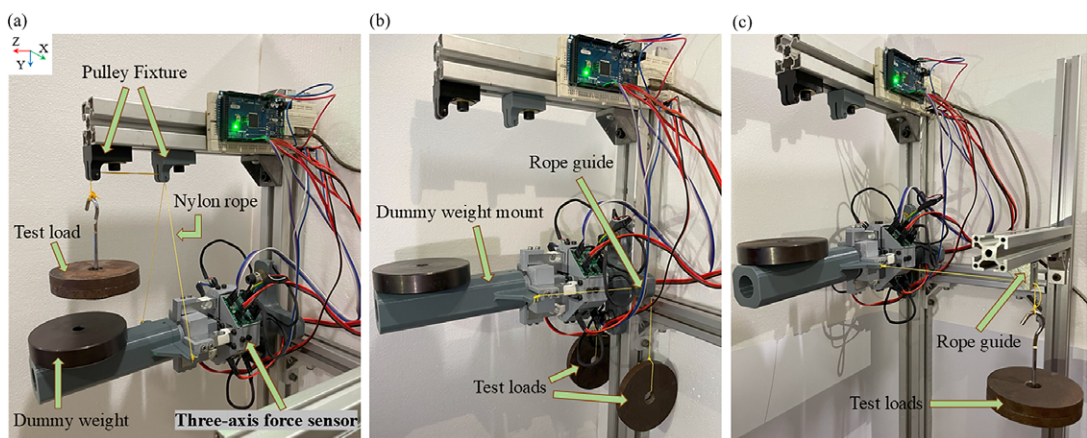 (a)
Z
X
Y
Pulley Fixture
Nylon rope
Test load
Dummy weight
Three-axis force sensor
(b)
Rope guide
Dummy weight mount
Test loads
(c)
Rope guide
Test loads